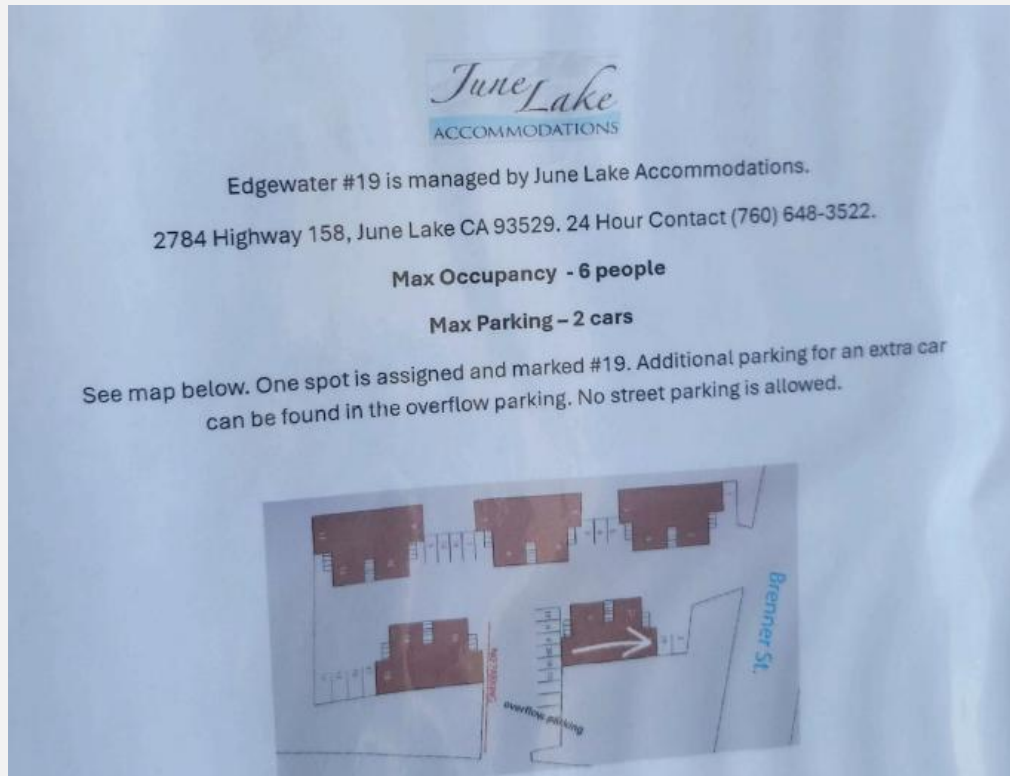 June Lake
ACCOMMODATIONS
Edgewater #19 is managed by June Lake Accommodations.
2784 Highway 158, June Lake CA 93529. 24 Hour Contact (760) 648-3522.
Max Occupancy - 6 people
Max Parking – 2 cars
See map below. One spot is assigned and marked #19. Additional parking for an extra car
can be found in the overflow parking. No street parking is allowed.
Brenner St.
NO PARKING
overflow parking